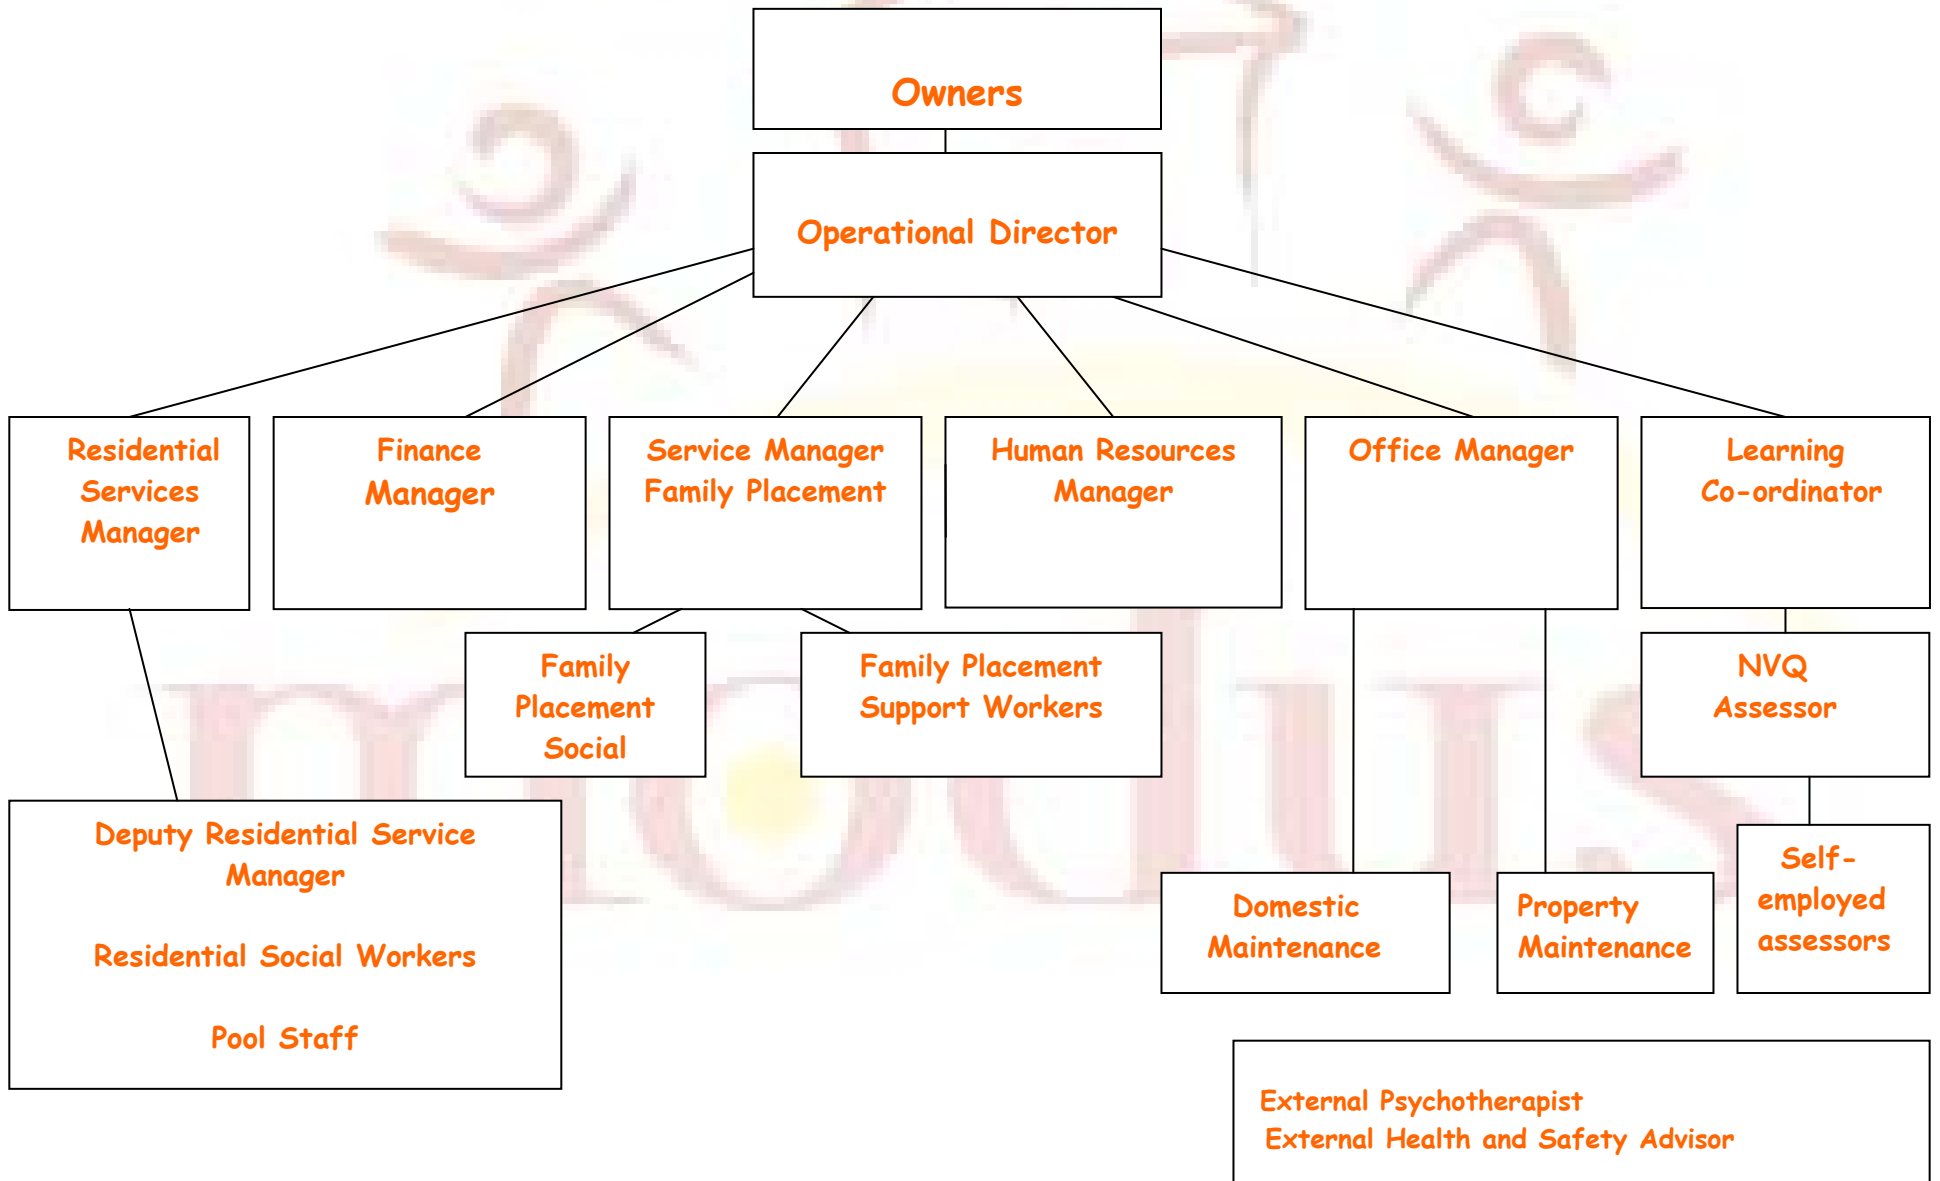 Owners
Operational Director
Residential
Services
Manager
Finance
Manager
Service Manager
Family Placement
Human Resources
Manager
Office Manager
Learning
Co-ordinator
Family
Placement
Social
Family Placement
Support Workers
NVQ
Assessor
Deputy Residential Service
Manager
Residential Social Workers
Pool Staff
Domestic
Maintenance
Property
Maintenance
Self-
employed
assessors
External Psychotherapist
External Health and Safety Advisor
modus